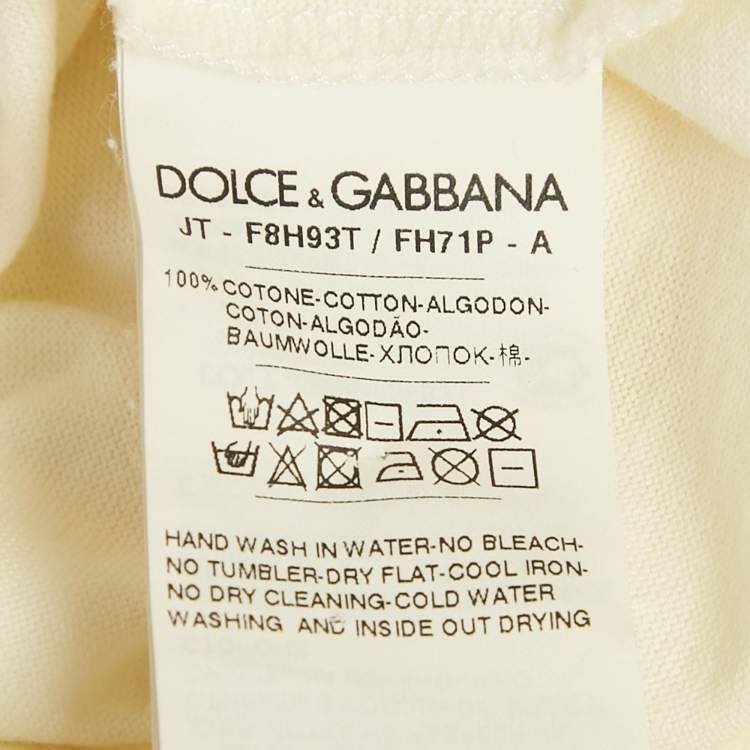 DOLCE & GABBANA
JT - F8H93T / FH71P - A
100% COTONE-COTTON-ALGODON-
COTON-ALGODÃO-
BAUMWOLLE-ХЛОПОК-棉-
HAND WASH IN WATER-NO BLEACH-
NO TUMBLER-DRY FLAT-COOL IRON-
NO DRY CLEANING-COLD WATER
WASHING AND INSIDE OUT DRYING